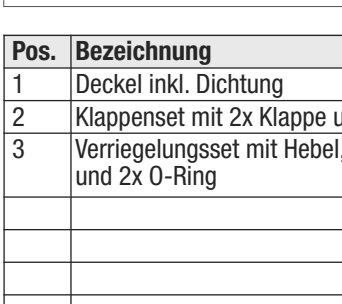 Pos. Bezeichnung
1 Deckel inkl. Dichtung
2 Klappenset mit 2x Klappe
3 Verriegelungsset mit Hebel,
und 2x O-Ring